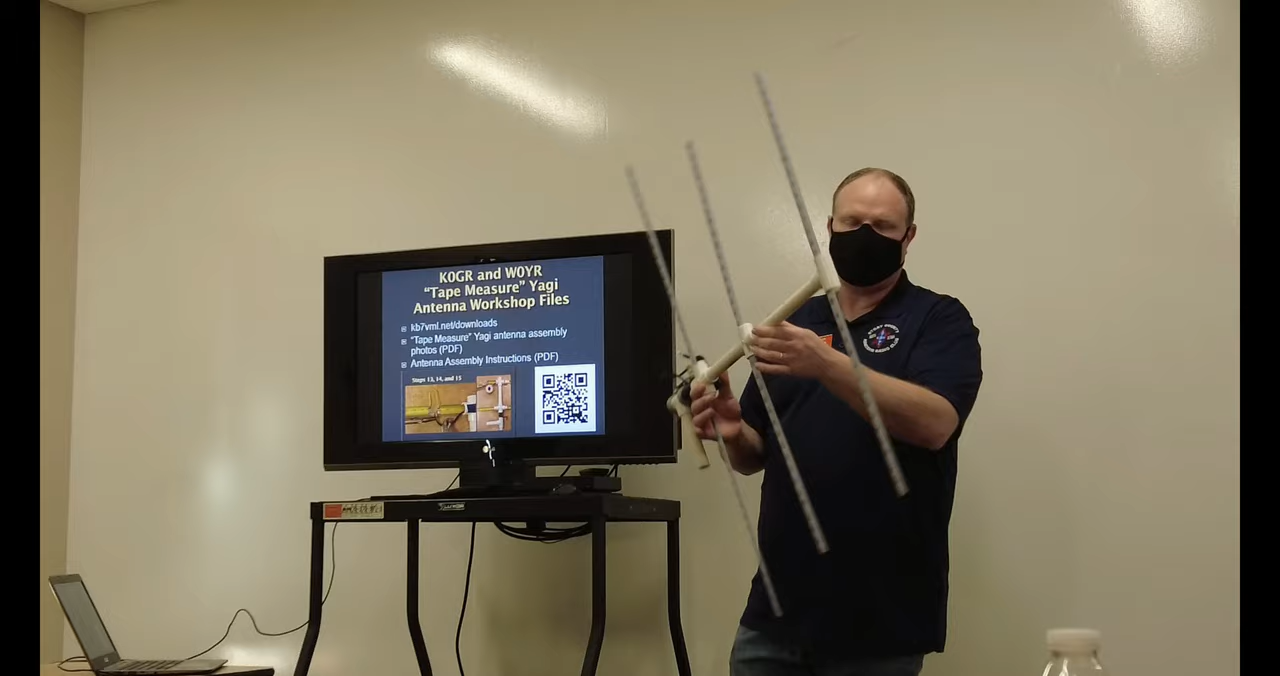 K0GR and W0YR
"Tape Measure" Yagi
Antenna Workshop Files
kb7vml.net/downloads
"Tape Measure" Yagi antenna assembly
photos (PDF)
Antenna Assembly Instructions (PDF)
Steps 13, 14, and 15